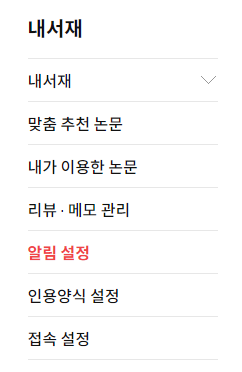 내서재
내서재
맞춤 추천 논문
내가 이용한 논문
리뷰 · 메모 관리
알림 설정
인용양식 설정
접속 설정